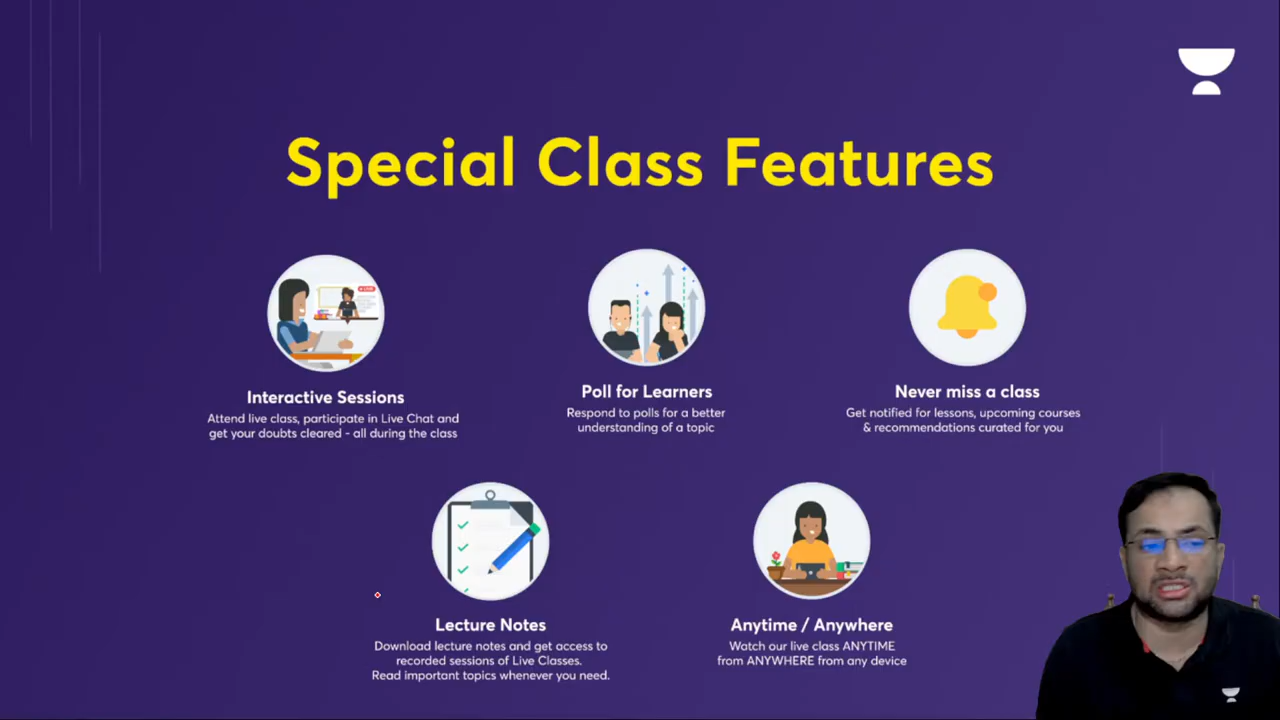 Special Class Features
LIVE
Interactive Sessions
Attend live class, participate in Live Chat and
get your doubts cleared - all during the class
Poll for Learners
Respond to polls for a better
understanding of a topic
Never miss a class
Get notified for lessons, upcoming courses
& recommendations curated for you
Lecture Notes
Download lecture notes and get access to
recorded sessions of Live Classes.
Read important topics whenever you need.
Anytime / Anywhere
Watch our live class ANYTIME
from ANYWHERE from any device